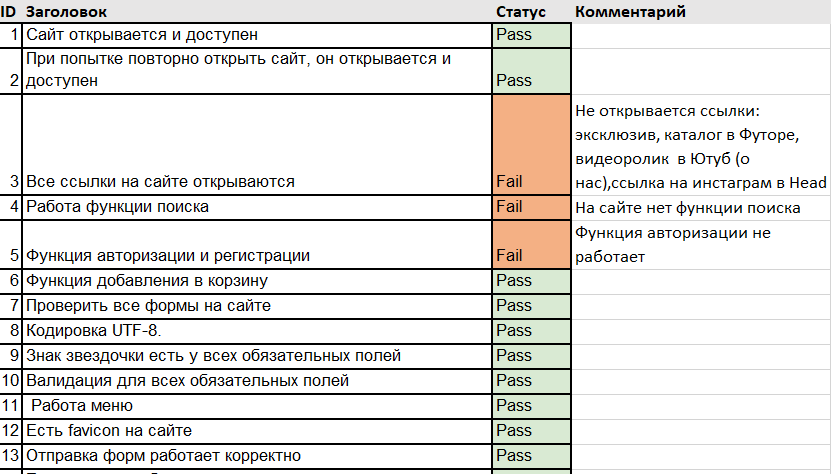 ID Заголовок Статус Комментарий
1 Сайт открывается и доступен Pass
При попытке повторно открыть сайт, он открывается и
2 доступен Pass
Не открывается ссылки:
эксклюзив, каталог в Футоре,
видеоролик в Ютуб (о
3 Все ссылки на сайте открываются Fail нас),ссылка на инстаграм в Head
4 Работа функции поиска Fail На сайте нет функции поиска
Функция авторизации не
5 Функция авторизации и регистрации Fail работает
6 Функция добавления в корзину Pass
7 Проверить все формы на сайте Pass
8 Кодировка UTF-8. Pass
9 Знак звездочки есть у всех обязательных полей Pass
10 Валидация для всех обязательных полей Pass
11 Работа меню Pass
12 Есть favicon на сайте Pass
13 Отправка форм работает корректно Pass